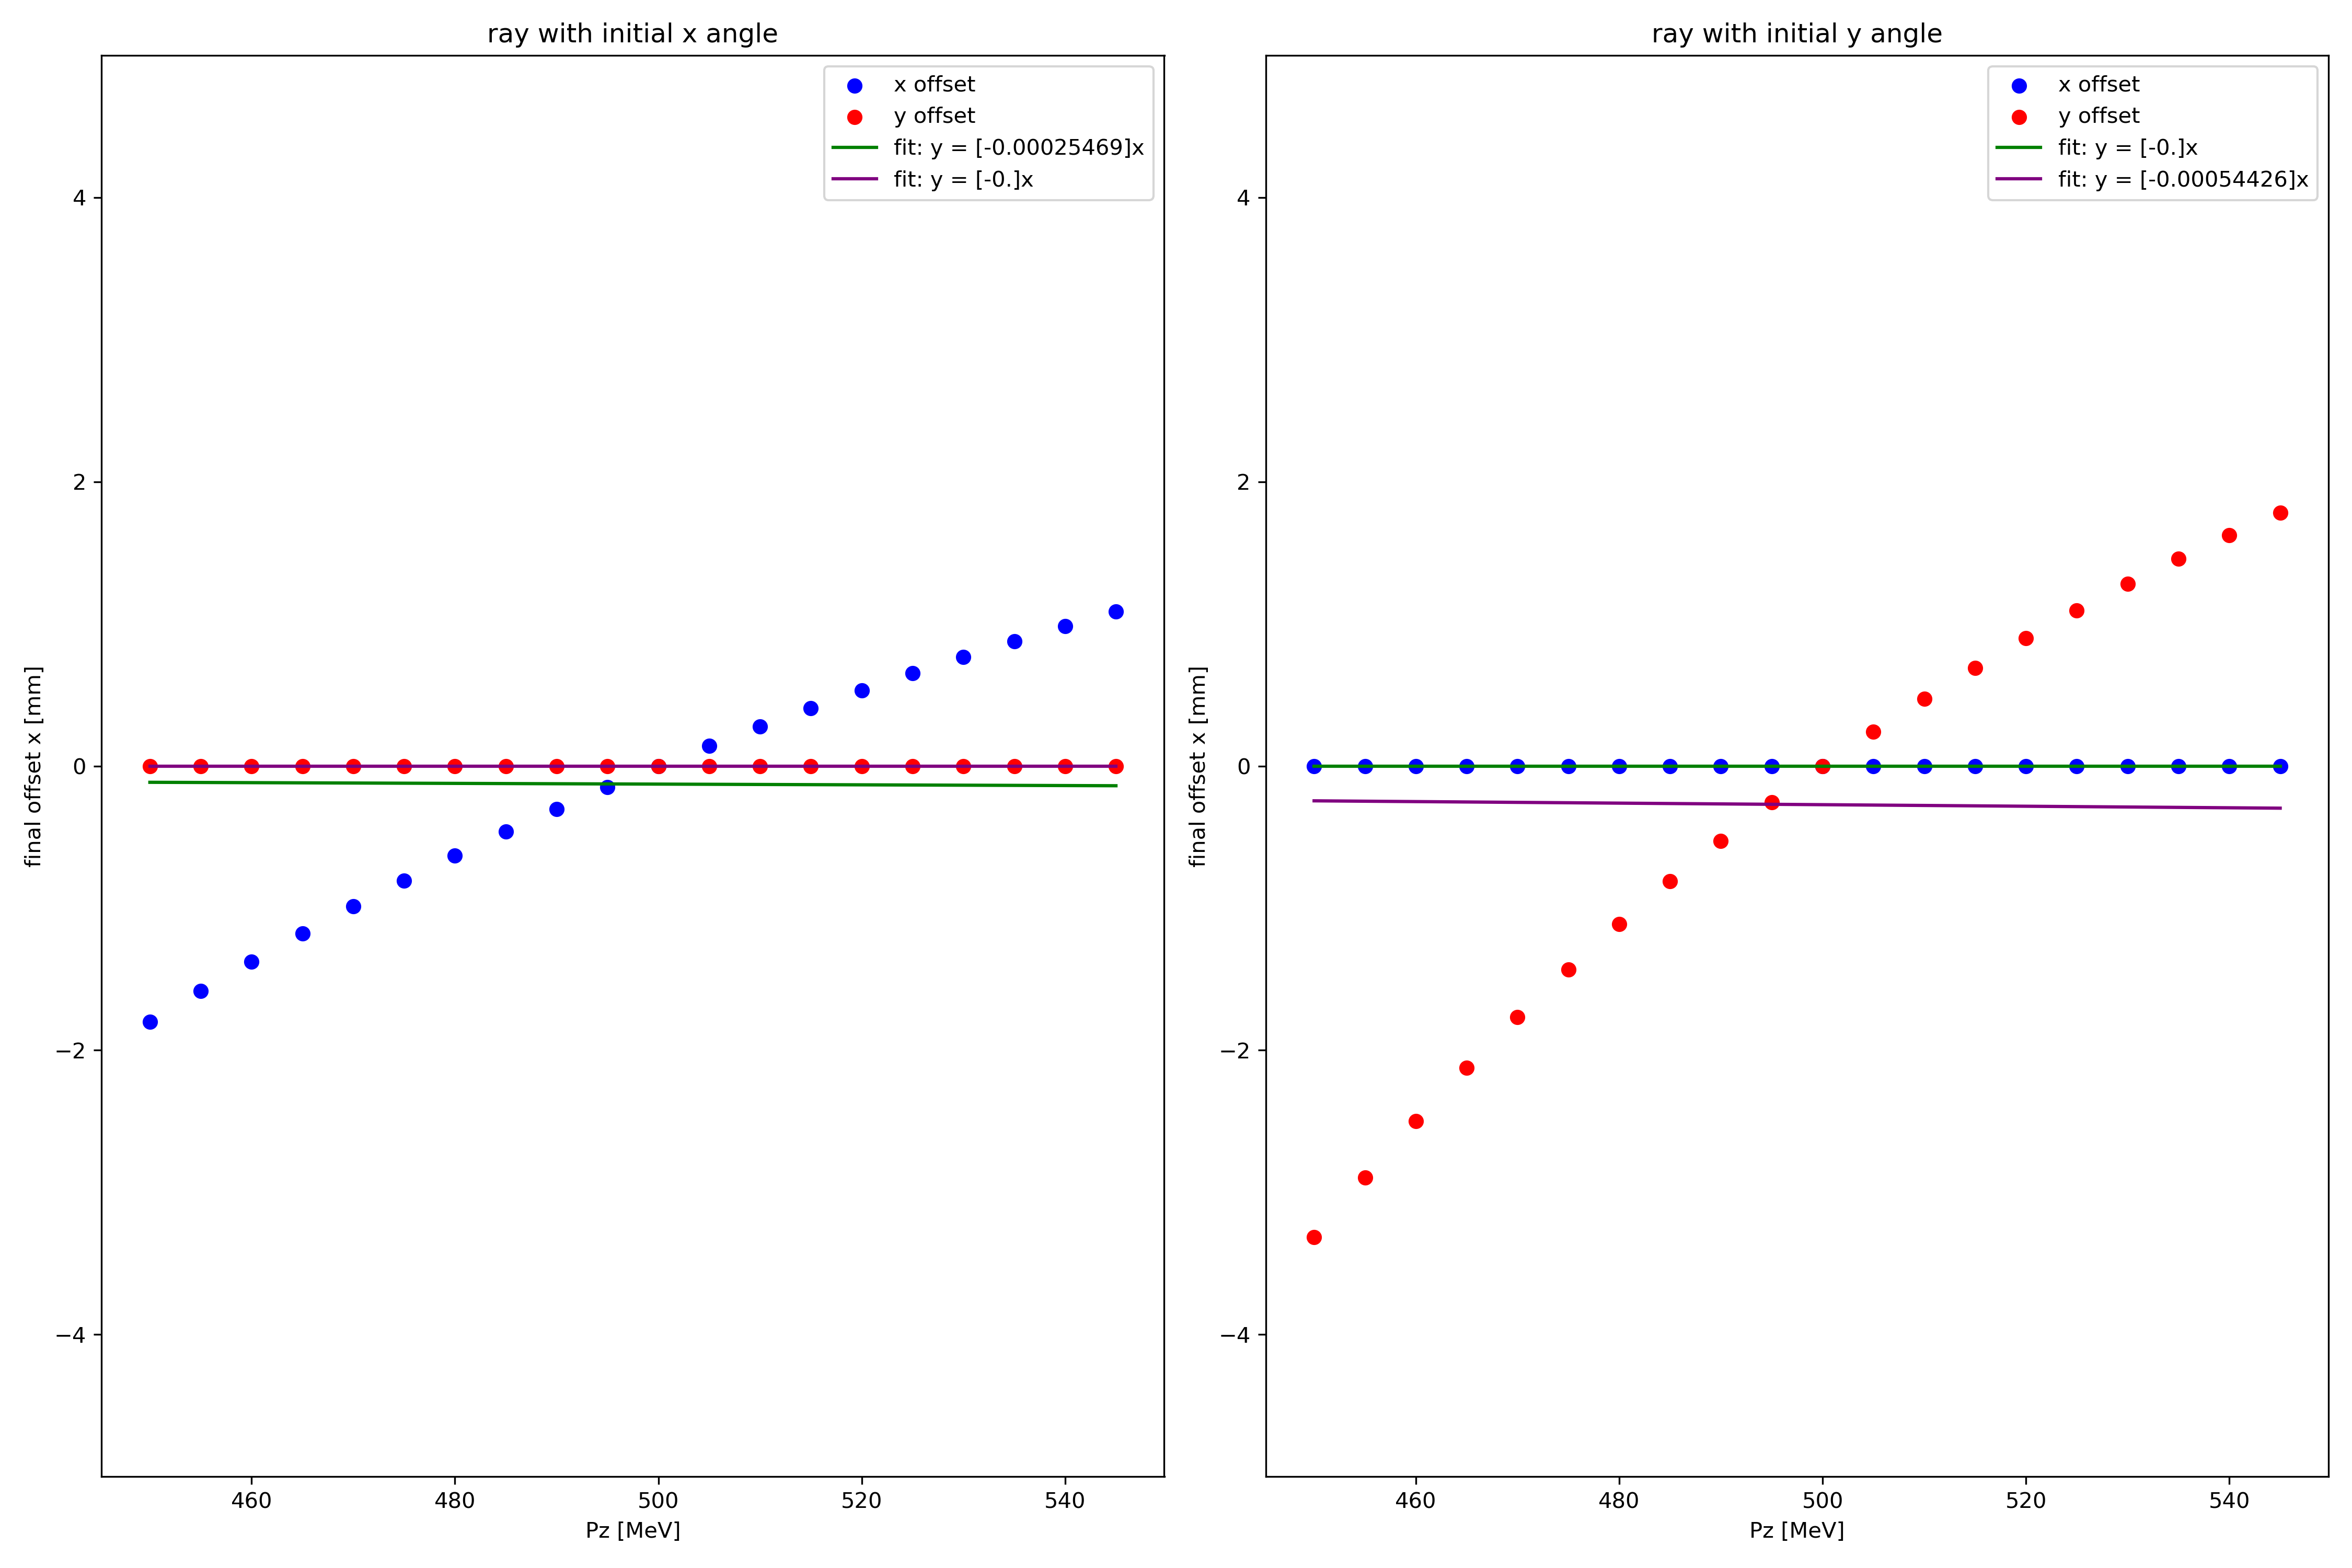 ray with initial x angle
x offset
y offset
fit: y = [-0.00025469]x
fit: y = [-0.]x
4
2
0
−2
−4
final offset x [mm]
460
480
500
520
540
Pz [MeV]
ray with initial y angle
x offset
y offset
fit: y = [-0.]x
fit: y = [-0.00054426]x
4
2
0
−2
−4
final offset x [mm]
460
480
500
520
540
Pz [MeV]